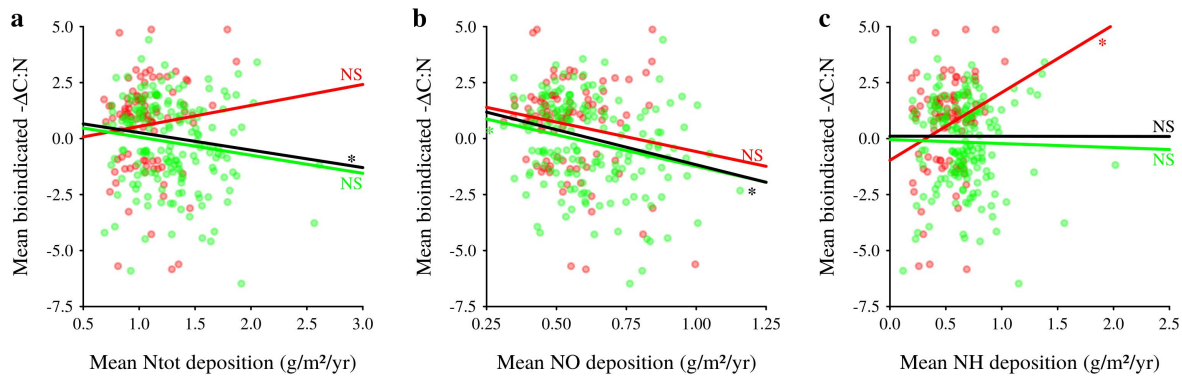 a
5.0
2.5
0.0
-2.5
-5.0
-7.5
0.5 1.0 1.5 2.0 2.5 3.0
NS
*
NS
Mean bioindicated -ΔC:N
Mean Ntot deposition (g/m²/yr)
b
5.0
2.5
0.0
-2.5
-5.0
-7.5
0.25 0.50 0.75 1.00 1.25
*
NS
*
Mean bioindicated -ΔC:N
Mean NO deposition (g/m²/yr)
c
5.0
2.5
0.0
-2.5
-5.0
-7.5
0.0 0.5 1.0 1.5 2.0 2.5
*
NS
NS
Mean bioindicated -ΔC:N
Mean NH deposition (g/m²/yr)